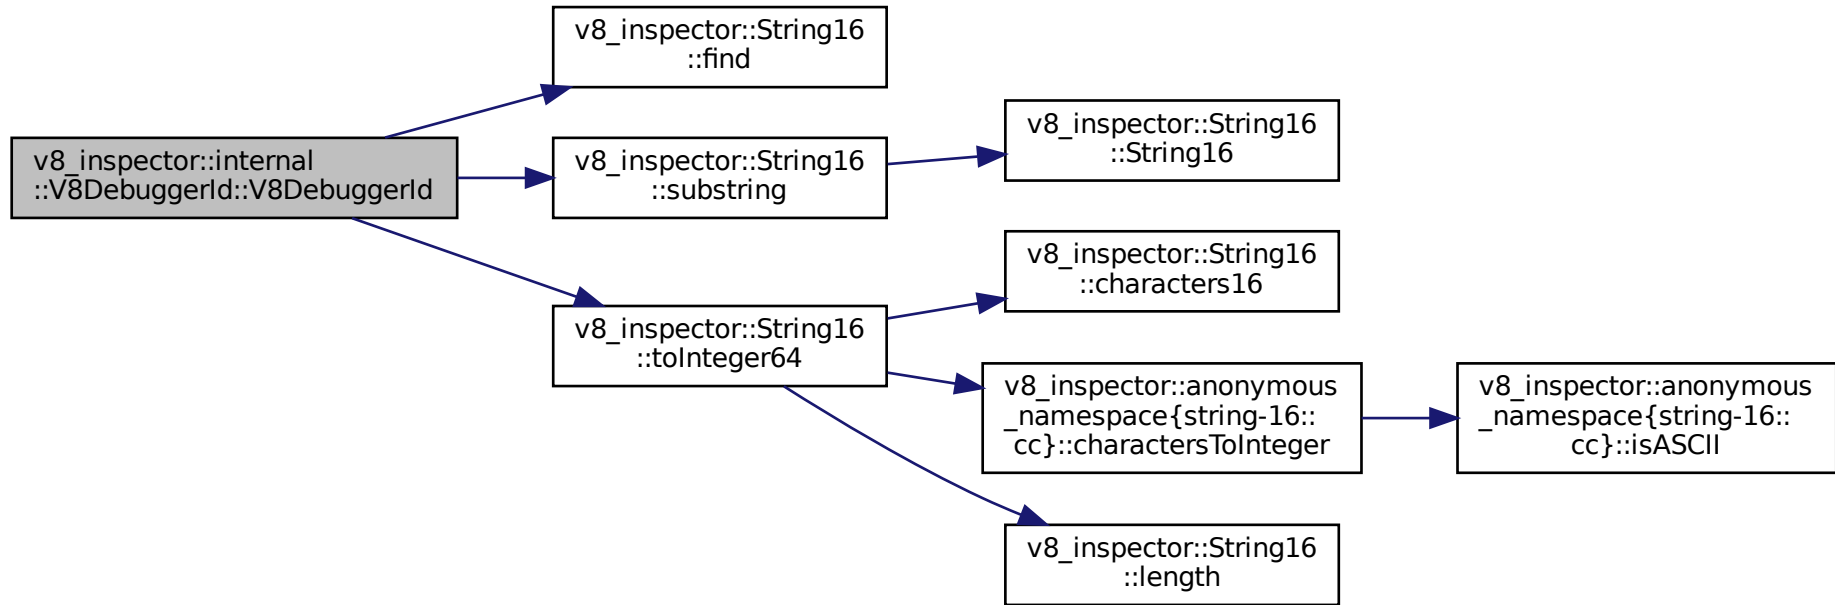 v8_inspector::internal
::V8DebuggerId::V8DebuggerId
v8_inspector::String16
::find
v8_inspector::String16
::substring
v8_inspector::String16
::String16
v8_inspector::String16
::toInteger64
v8_inspector::String16
::characters16
v8_inspector::anonymous
_namespace{string-16::
cc}::charactersToInteger
v8_inspector::anonymous
_namespace{string-16::
cc}::isASCII
v8_inspector::String16
::length